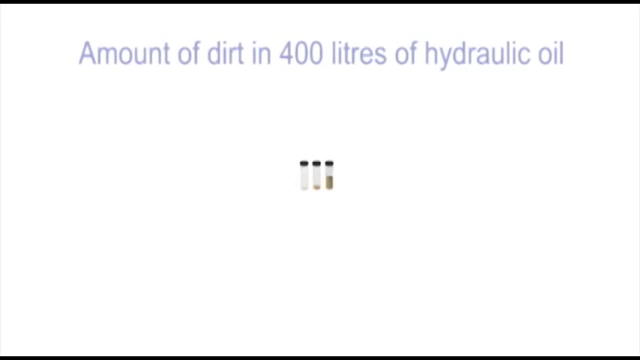 Amount of dirt in 400 litres of hydraulic oil